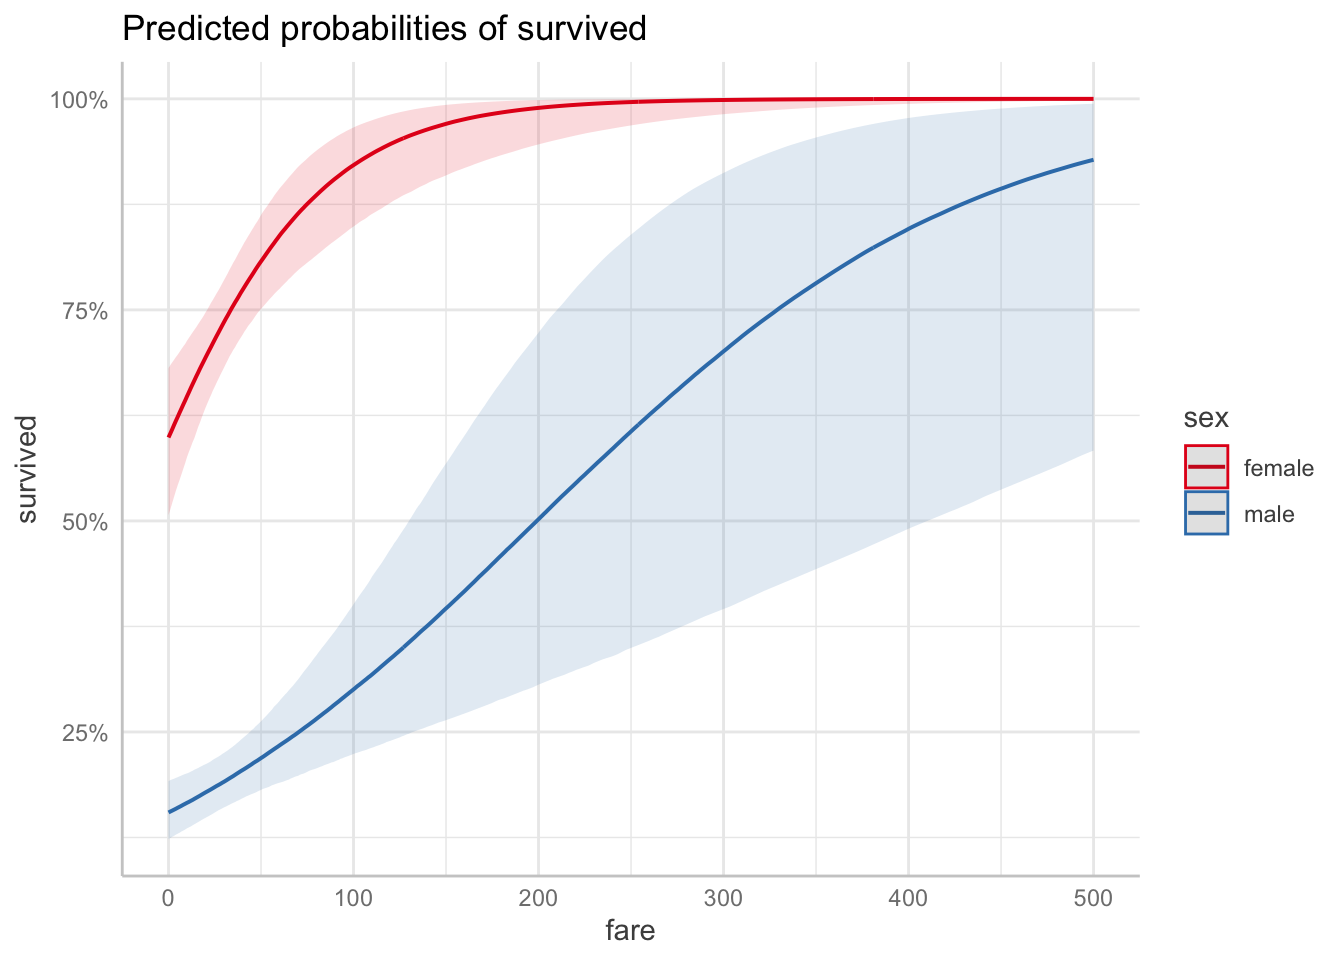 Predicted probabilities of survived
100%
75%
50%
25%
survived
0 100 200 300 400 500
fare
sex
female
male